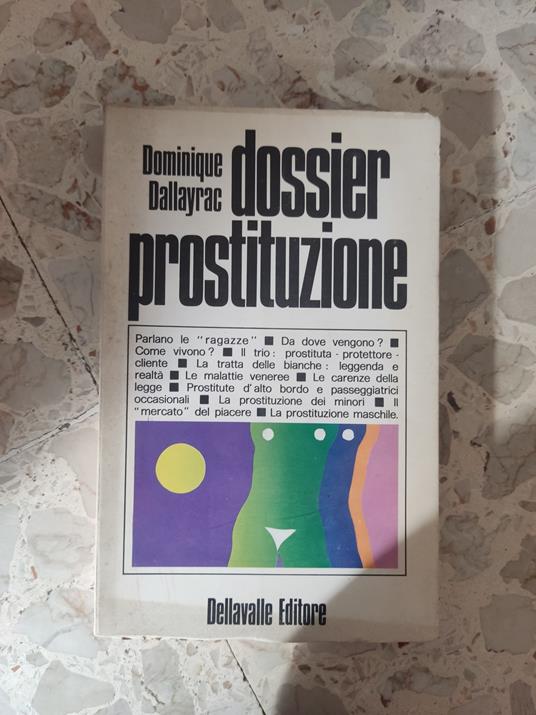 Dominique
Dallayrac
dossier
prostituzione
Parlano le "ragazze" ■ Da dove vengono? ■
Come vivono? ■ Il trio: prostituta - protettore -
cliente ■ La tratta delle bianche: leggenda e
realtà ■ Le malattie veneree ■ Le carenze della
legge ■ Prostitute d'alto bordo e passeggiatrici
occasionali ■ La prostituzione dei minori ■ Il
"mercato" del piacere ■ La prostituzione maschile.
Dellavalle Editore